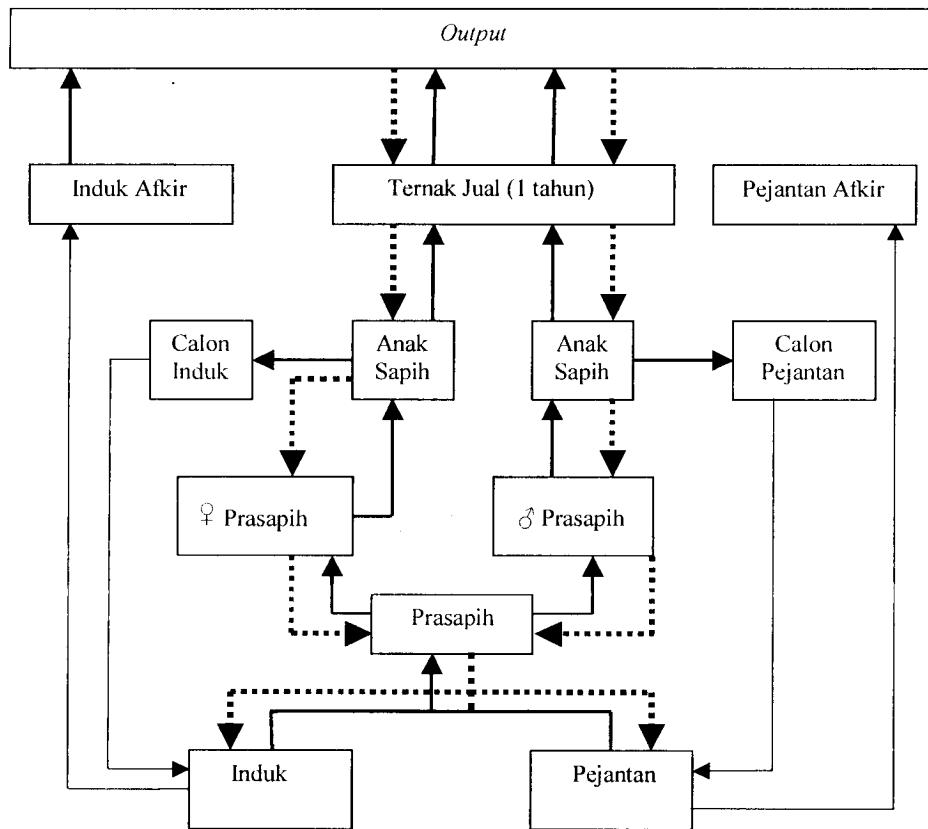 Output
Induk Afkir
Ternak Jual (1 tahun)
Pejantan Afkir
Calon
Induk
Anak
Sapih
Anak
Sapih
Calon
Pejantan
♀ Prasapih
♂ Prasapih
Prasapih
Induk
Pejantan